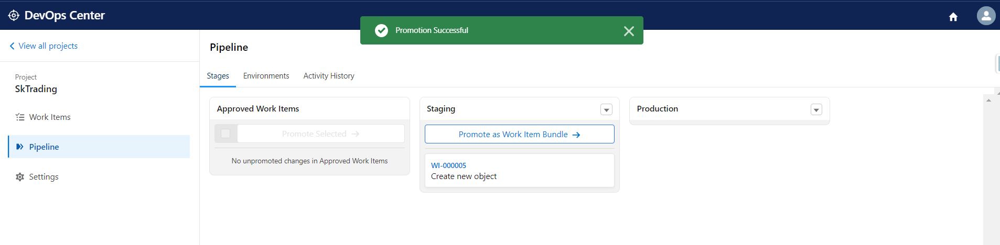 DevOps Center
Promotion Successful
View all projects
Project
SkTrading
Work Items
Pipeline
Settings
Pipeline
Stages
Environments
Activity History
Approved Work Items
Promote Selected
No unpromoted changes in Approved Work Items
Staging
Promote as Work Item Bundle
WI-000005
Create new object
Production